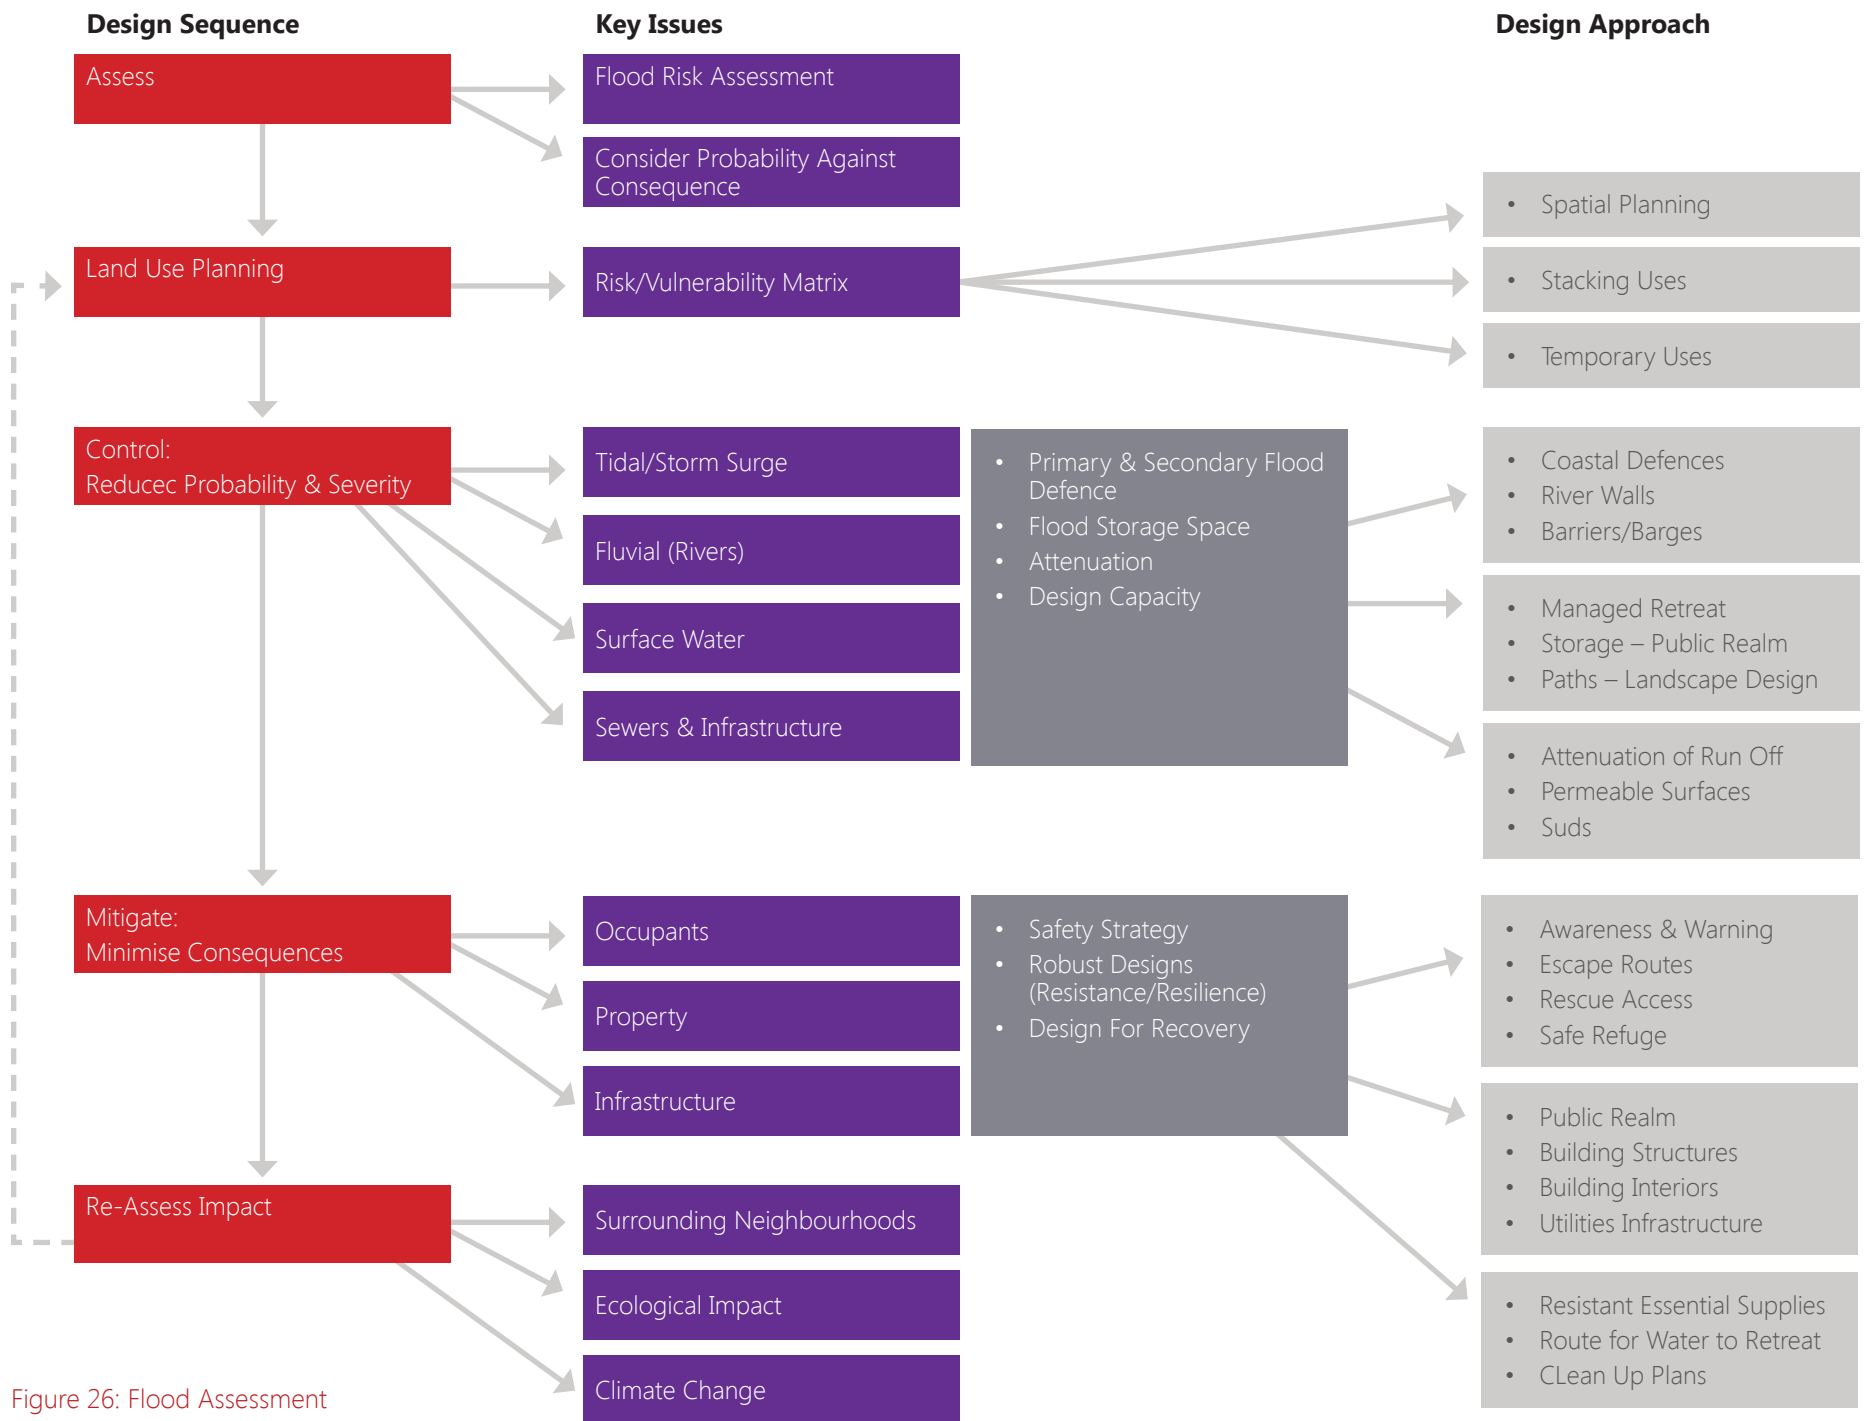 Design Sequence
Key Issues
Design Approach
Assess
Flood Risk Assessment
Consider Probability Against
Consequence
Land Use Planning
Risk/Vulnerability Matrix
• Spatial Planning
• Stacking Uses
• Temporary Uses
Control:
Reducec Probability & Severity
Tidal/Storm Surge
Fluvial (Rivers)
Surface Water
Sewers & Infrastructure
• Primary & Secondary Flood
Defence
• Flood Storage Space
• Attenuation
• Design Capacity
• Coastal Defences
• River Walls
• Barriers/Barges
• Managed Retreat
• Storage – Public Realm
• Paths – Landscape Design
• Attenuation of Run Off
• Permeable Surfaces
• Suds
Mitigate:
Minimise Consequences
Occupants
Property
Infrastructure
• Safety Strategy
• Robust Designs
(Resistance/Resilience)
• Design For Recovery
• Awareness & Warning
• Escape Routes
• Rescue Access
• Safe Refuge
• Public Realm
• Building Structures
• Building Interiors
• Utilities Infrastructure
• Resistant Essential Supplies
• Route for Water to Retreat
• CLean Up Plans
Re-Assess Impact
Surrounding Neighbourhoods
Ecological Impact
Climate Change
Figure 26: Flood Assessment